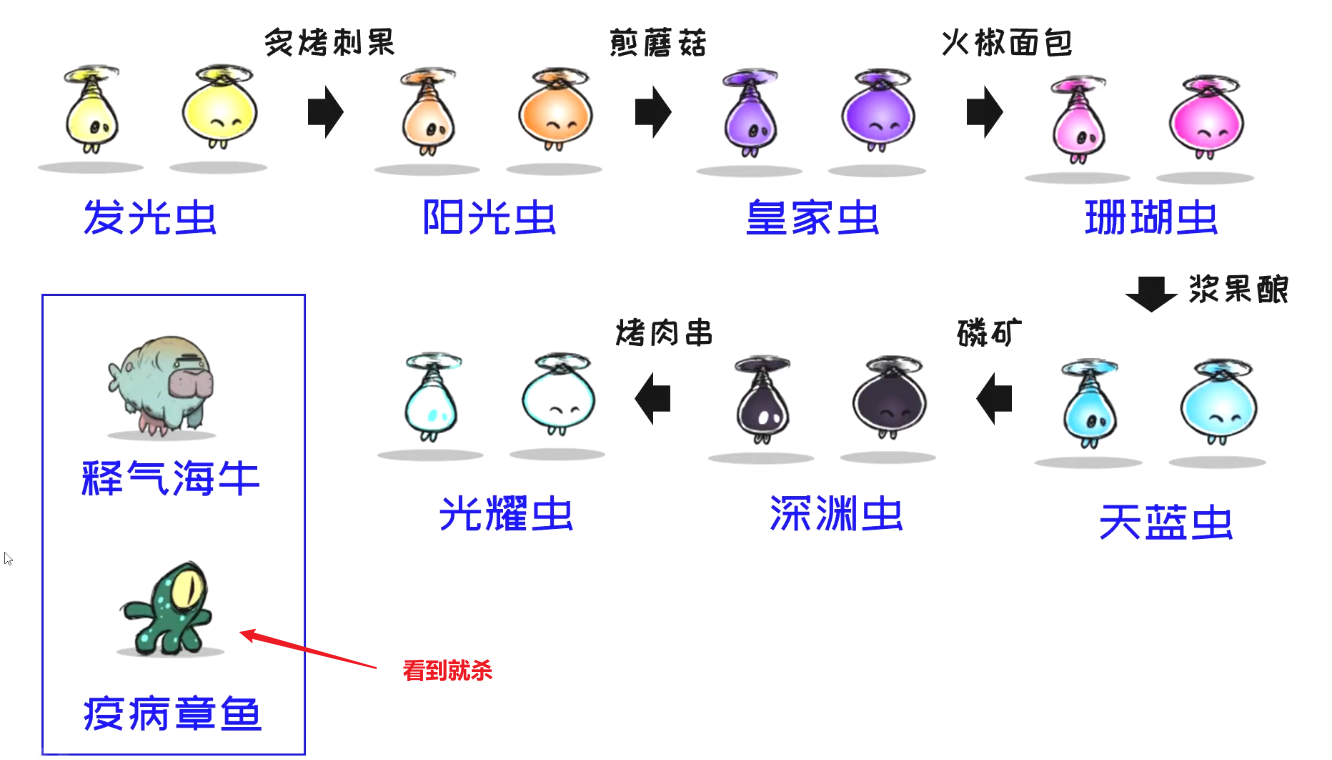 炙烤刺果
煎蘑菇
火椒面包
发光虫
阳光虫
皇家虫
珊瑚虫
浆果酿
磷矿
烤肉串
天蓝虫
深渊虫
光耀虫
释气海牛
疫病章鱼
看到就杀